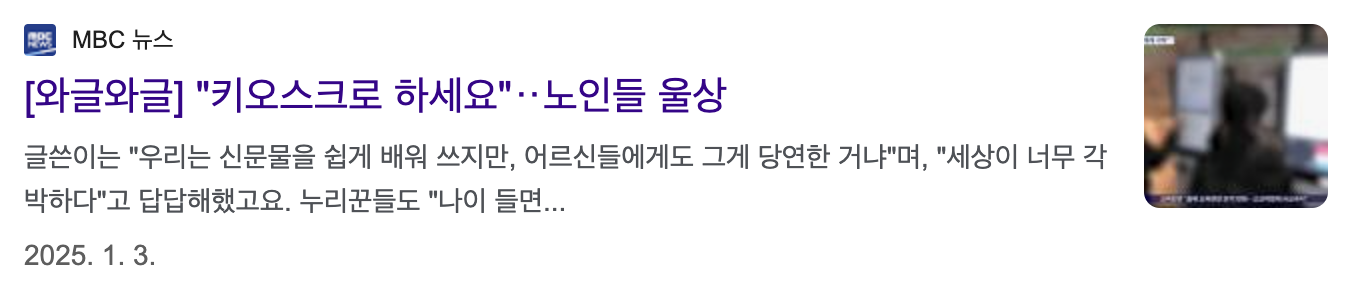 MBC NEWS
MBC 뉴스
[와글와글] "키오스크로 하세요"··노인들 울상
글쓴이는 "우리는 신문물을 쉽게 배워 쓰지만, 어르신들에게도 그게 당연한 거냐"며, "세상이 너무 각
박하다"고 답답해했고요. 누리꾼들도 "나이 들면...
2025. 1. 3.